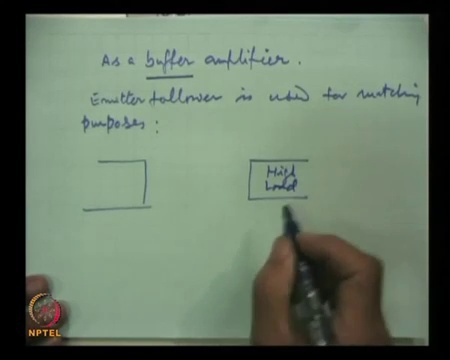 As a buffer amplifier.
Emitter follower is used for matching
purposes:
High
Load
NPTEL